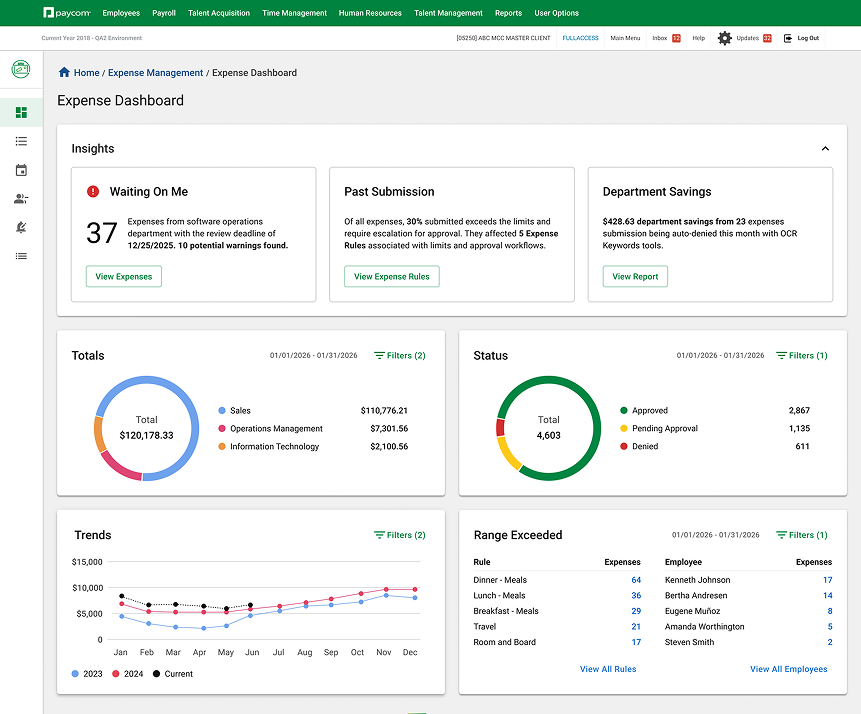 paycom
Employees
Payroll
Talent Acquisition
Time Management
Human Resources
Talent Management
Reports
User Options
Current Year 2018 - QA2 Environment
[05250] ABC MCC MASTER CLIENT
FULLACCESS
Main Menu
Inbox 12
Help
Updates 32
Log Out
Home / Expense Management / Expense Dashboard
Expense Dashboard
Insights
Waiting On Me
37
Expenses from software operations
department with the review deadline of
12/25/2025. 10 potential warnings found.
View Expenses
Past Submission
Of all expenses, 30% submitted exceeds the limits and
require escalation for approval. They affected 5 Expense
Rules associated with limits and approval workflows.
View Expense Rules
Department Savings
$428.63 department savings from 23 expenses
submission being auto-denied this month with OCR
Keywords tools.
View Report
Totals
01/01/2026 - 01/31/2026
Filters (2)
Total
$120,178.33
Sales $110,776.21
Operations Management $7,301.56
Information Technology $2,100.56
Status
01/01/2026 - 01/31/2026
Filters (1)
Total
4,603
Approved 2,867
Pending Approval 1,135
Denied 611
Trends
Filters (2)
$15,000
$10,000
$5,000
0
Jan Feb Mar Apr May Jun Jul Aug Sep Oct Nov Dec
2023 2024 Current
Range Exceeded
01/01/2026 - 01/31/2026
Filters (1)
Rule Expenses
Dinner - Meals 64
Lunch - Meals 36
Breakfast - Meals 29
Travel 21
Room and Board 17
View All Rules
Employee Expenses
Kenneth Johnson 17
Bertha Andresen 14
Eugene Muñoz 8
Amanda Worthington 5
Steven Smith 2
View All Employees